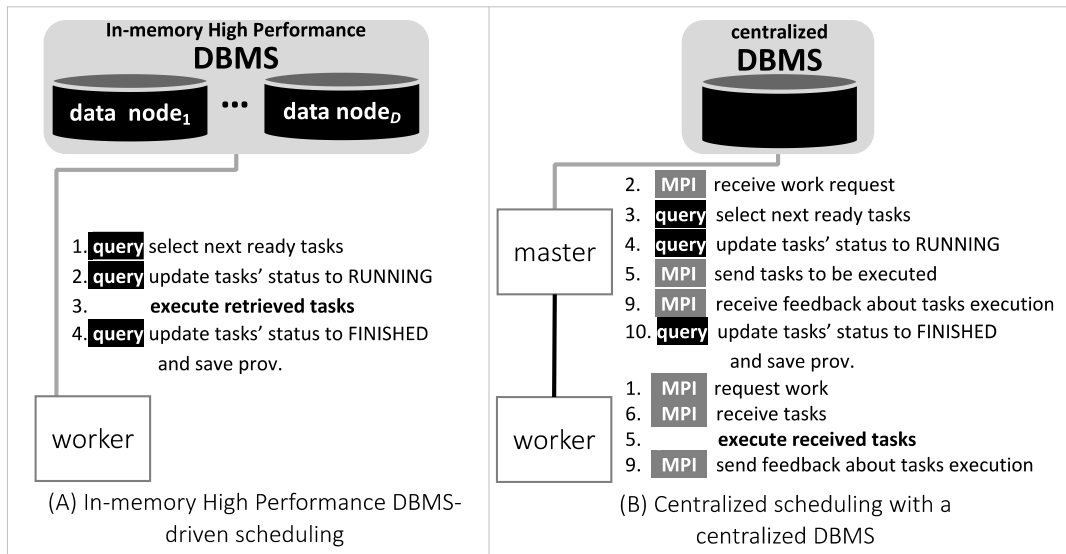 In-memory High Performance
DBMS
data node1
...
data nodeD
1. query select next ready tasks
2. query update tasks' status to RUNNING
3. execute retrieved tasks
4. query update tasks' status to FINISHED
and save prov.
worker
(A) In-memory High Performance DBMS-
driven scheduling
centralized
DBMS
2. MPI receive work request
3. query select next ready tasks
4. query update tasks' status to RUNNING
5. MPI send tasks to be executed
9. MPI receive feedback about tasks execution
10. query update tasks' status to FINISHED
and save prov.
master
1. MPI request work
6. MPI receive tasks
5. execute received tasks
9. MPI send feedback about tasks execution
worker
(B) Centralized scheduling with a
centralized DBMS